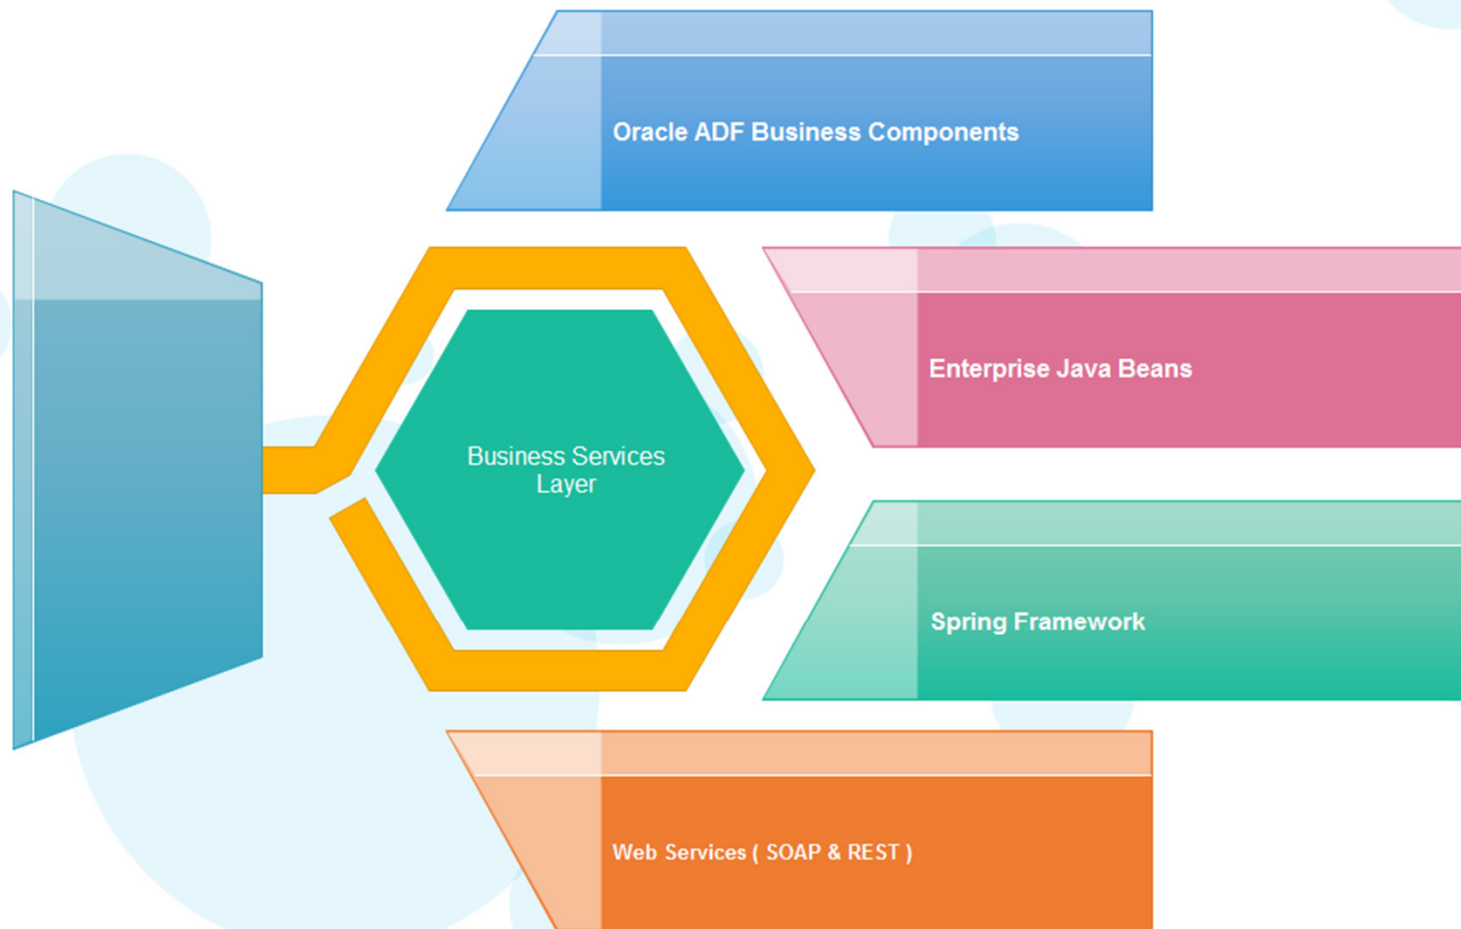 Oracle ADF Business Components
Enterprise Java Beans
Business Services
Layer
Spring Framework
Web Services ( SOAP & REST )